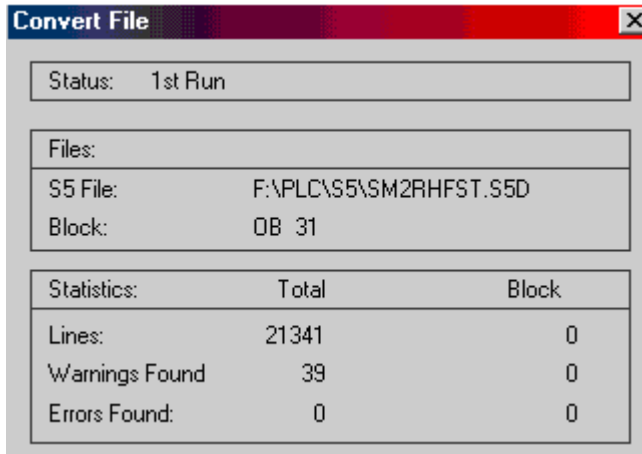 Convert File
Status: 1st Run
Files:
S5 File: F:\PLC\S5\SM2RHFST.S5D
Block: OB 31
Statistics: Total Block
Lines: 21341 0
Warnings Found 39 0
Errors Found: 0 0